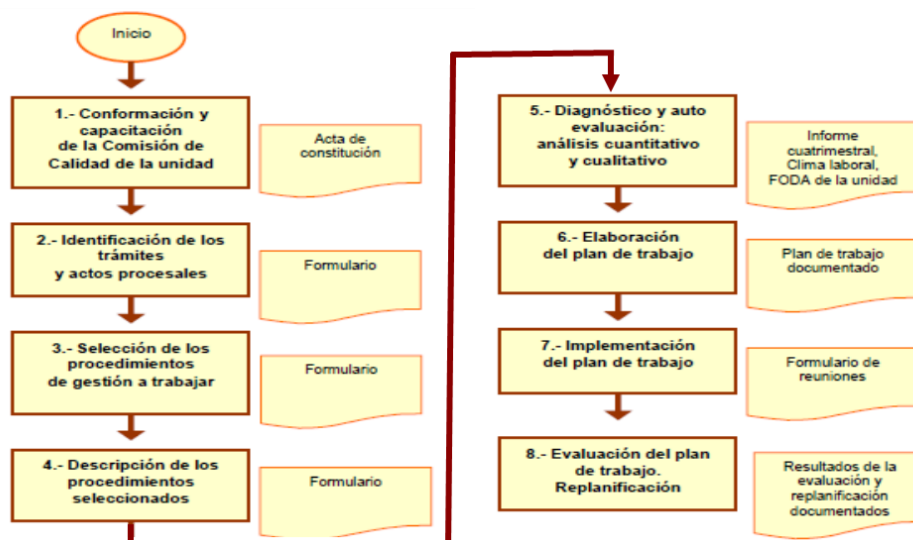 Inicio
1.- Conformación y
capacitación
de la Comisión de
Calidad de la unidad
Acta de
constitución
2.- Identificación de los
trámites
y actos procesales
Formulario
3.- Selección de los
procedimientos
de gestión a trabajar
Formulario
4.- Descripción de los
procedimientos
seleccionados
Formulario
5.- Diagnóstico y auto
evaluación:
análisis cuantitativo
y cualitativo
Informe
cuatrimestral,
Clima laboral,
FODA de la unidad
6.- Elaboración
del plan de trabajo
Plan de trabajo
documentado
7.- Implementación
del plan de trabajo
Formulario de
reuniones
8.- Evaluación del plan
de trabajo.
Replanificación
Resultados de la
evaluación y
replanificación
documentados